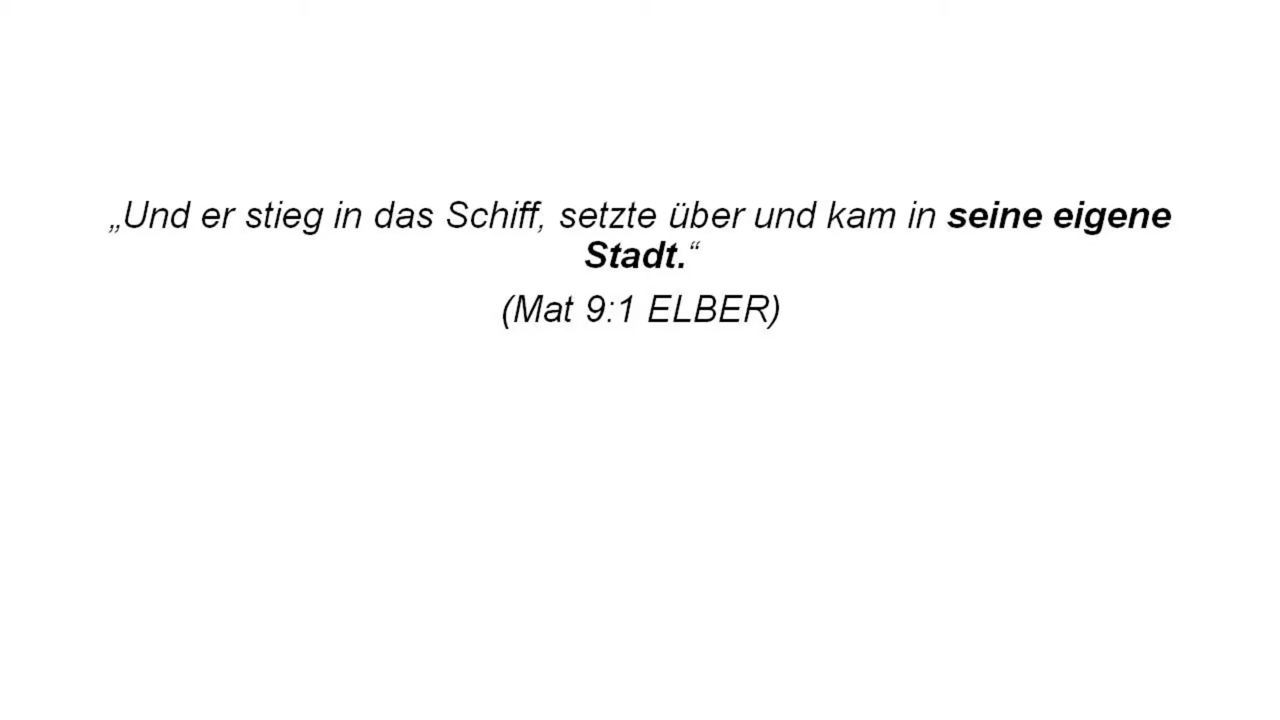 „Und er stieg in das Schiff, setzte über und kam in seine eigene
Stadt.“
(Mat 9:1 ELBER)